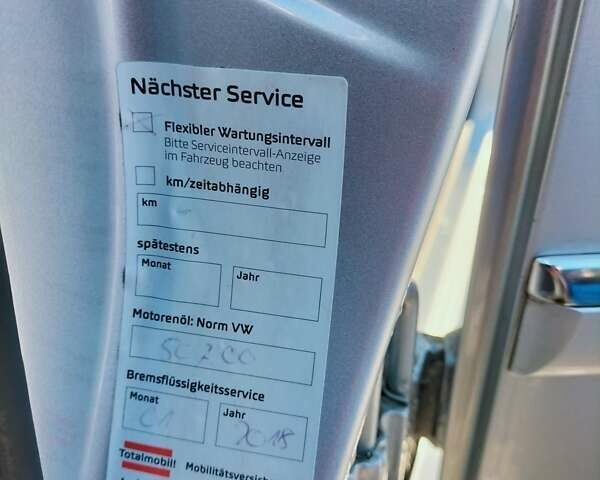 Nächster Service
Flexibler Wartungsintervall
Bitte Serviceintervall-Anzeige
im Fahrzeug beachten
km/zeitabhängig
km
spätestens
Monat Jahr
Motorenöl: Norm VW
50200
Bremsflüssigkeitsservice
Monat Jahr
01 2018
Totalmobil! Mobilitätsversich